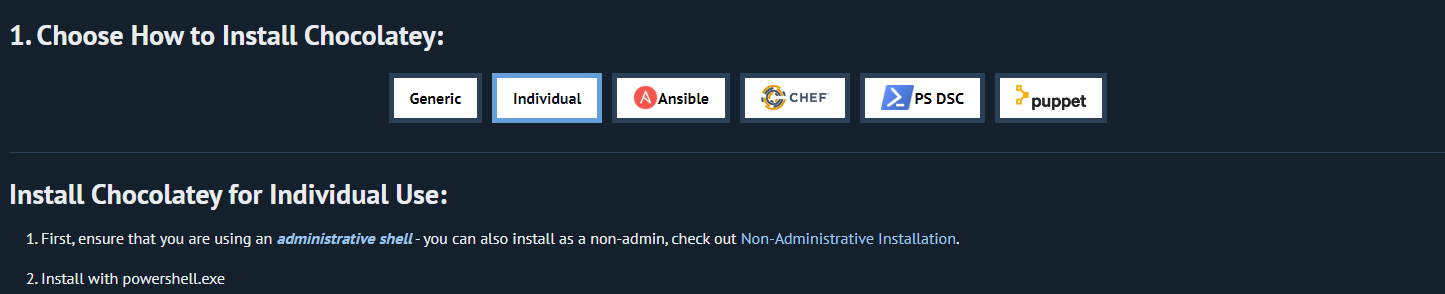 1. Choose How to Install Chocolatey:
Generic Individual Ansible CHEF PS DSC puppet
Install Chocolatey for Individual Use:
1. First, ensure that you are using an administrative shell - you can also install as a non-admin, check out Non-Administrative Installation.
2. Install with powershell.exe